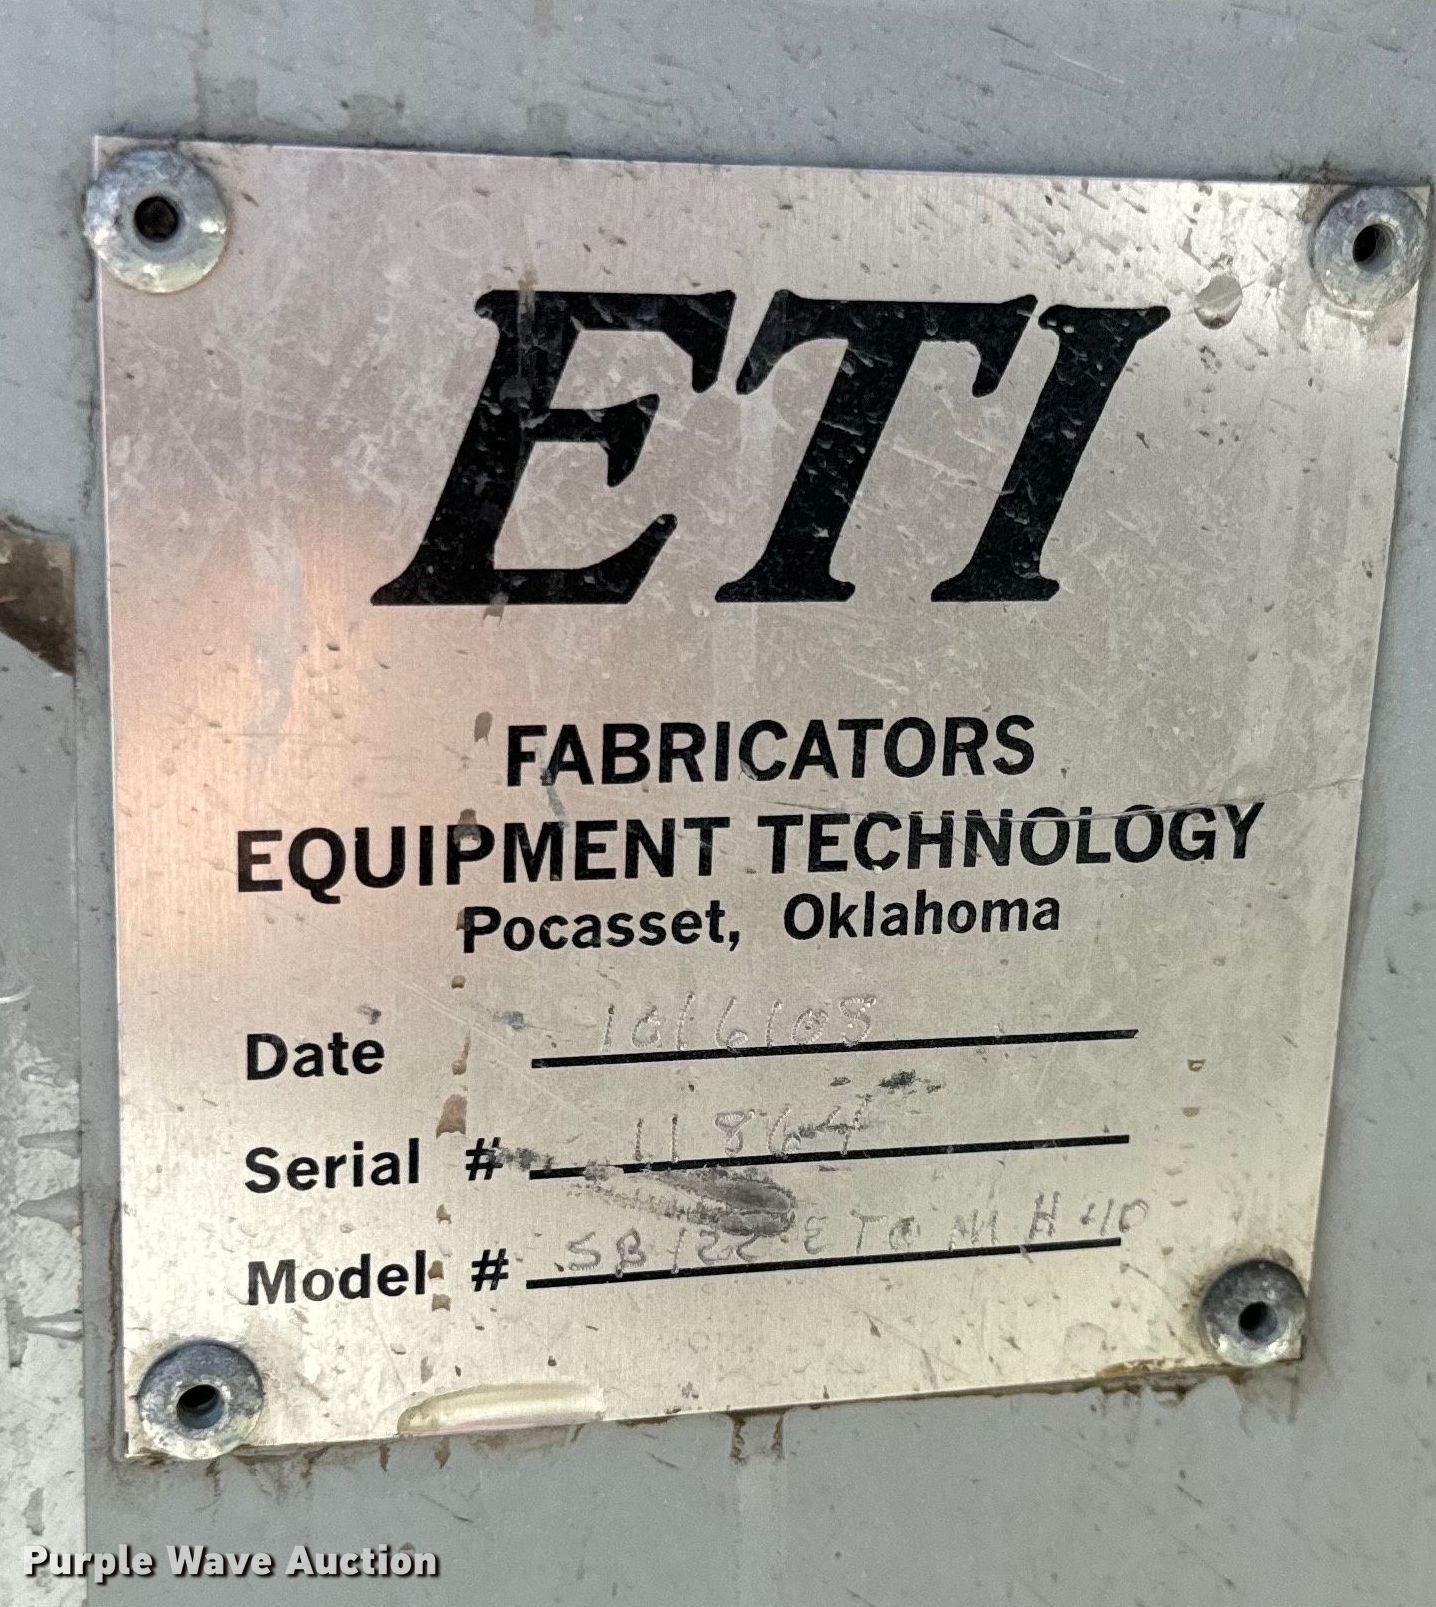 ETI
FABRICATORS
EQUIPMENT TECHNOLOGY
Pocasset, Oklahoma
Date 10/6/05
Serial # 11864
Model #
Purple Wave Auction